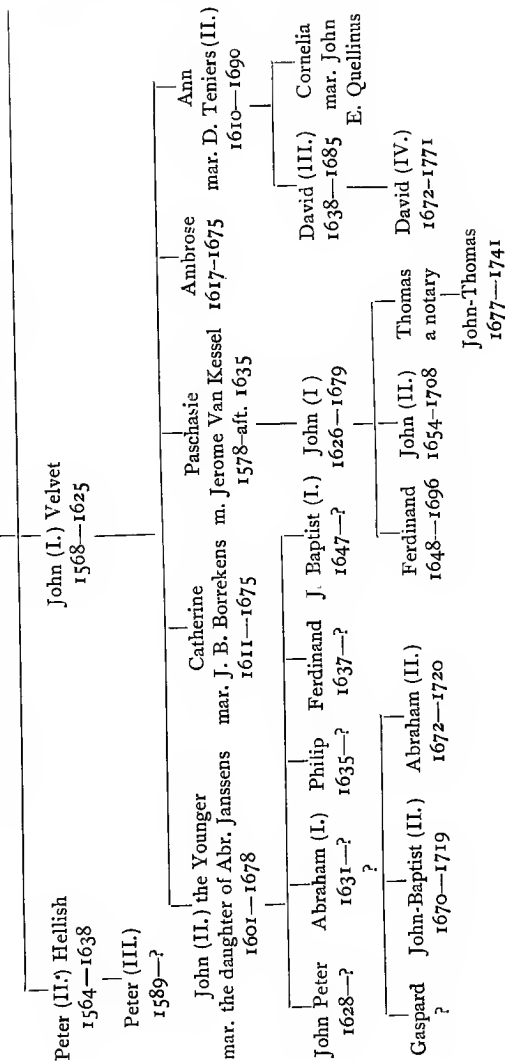 Peter (II.) Hellish
1564—1638
Peter (III.)
1589—?
John (I.) Velvet
1568—1625
John (II.) the Younger
mar. the daughter of Abr. Janssens
1601—1678
Catherine
mar. J. B. Borrekens
1611—1675
Paschasie
m. Jerome Van Kessel
1578-aft. 1635
Ambrose
1617-1675
Ann
mar. D. Teniers (II.)
1610—1690
John Peter
1628—?
Abraham (I.)
1631—?
?
Philip
1635—?
Ferdinand
1637—?
J. Baptist (I.)
1647—?
John (I)
1626—1679
David (III.)
1638—1685
Cornelia
mar. John
E. Quellinus
Gaspard
?
John-Baptist (II.)
1670—1719
Abraham (II.)
1672—1720
Ferdinand
1648—1696
John (II.)
1654-1708
Thomas
a notary
David (IV.)
1672-1771
John-Thomas
1677—1741